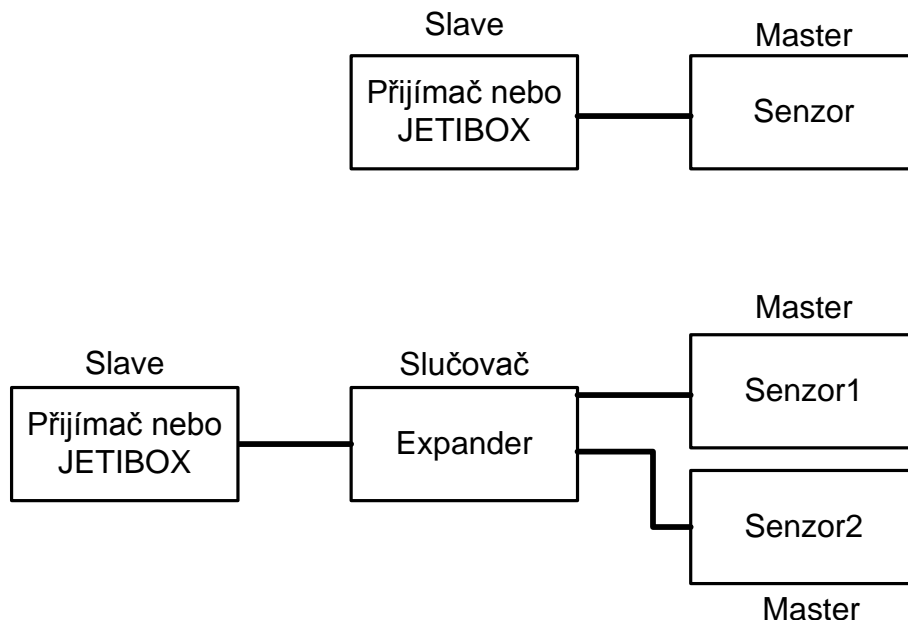 Slave
Master
Přijímač nebo
JETIBOX
Senzor
Master
Slave
Slučovač
Senzor1
Přijímač nebo
JETIBOX
Expander
Senzor2
Master